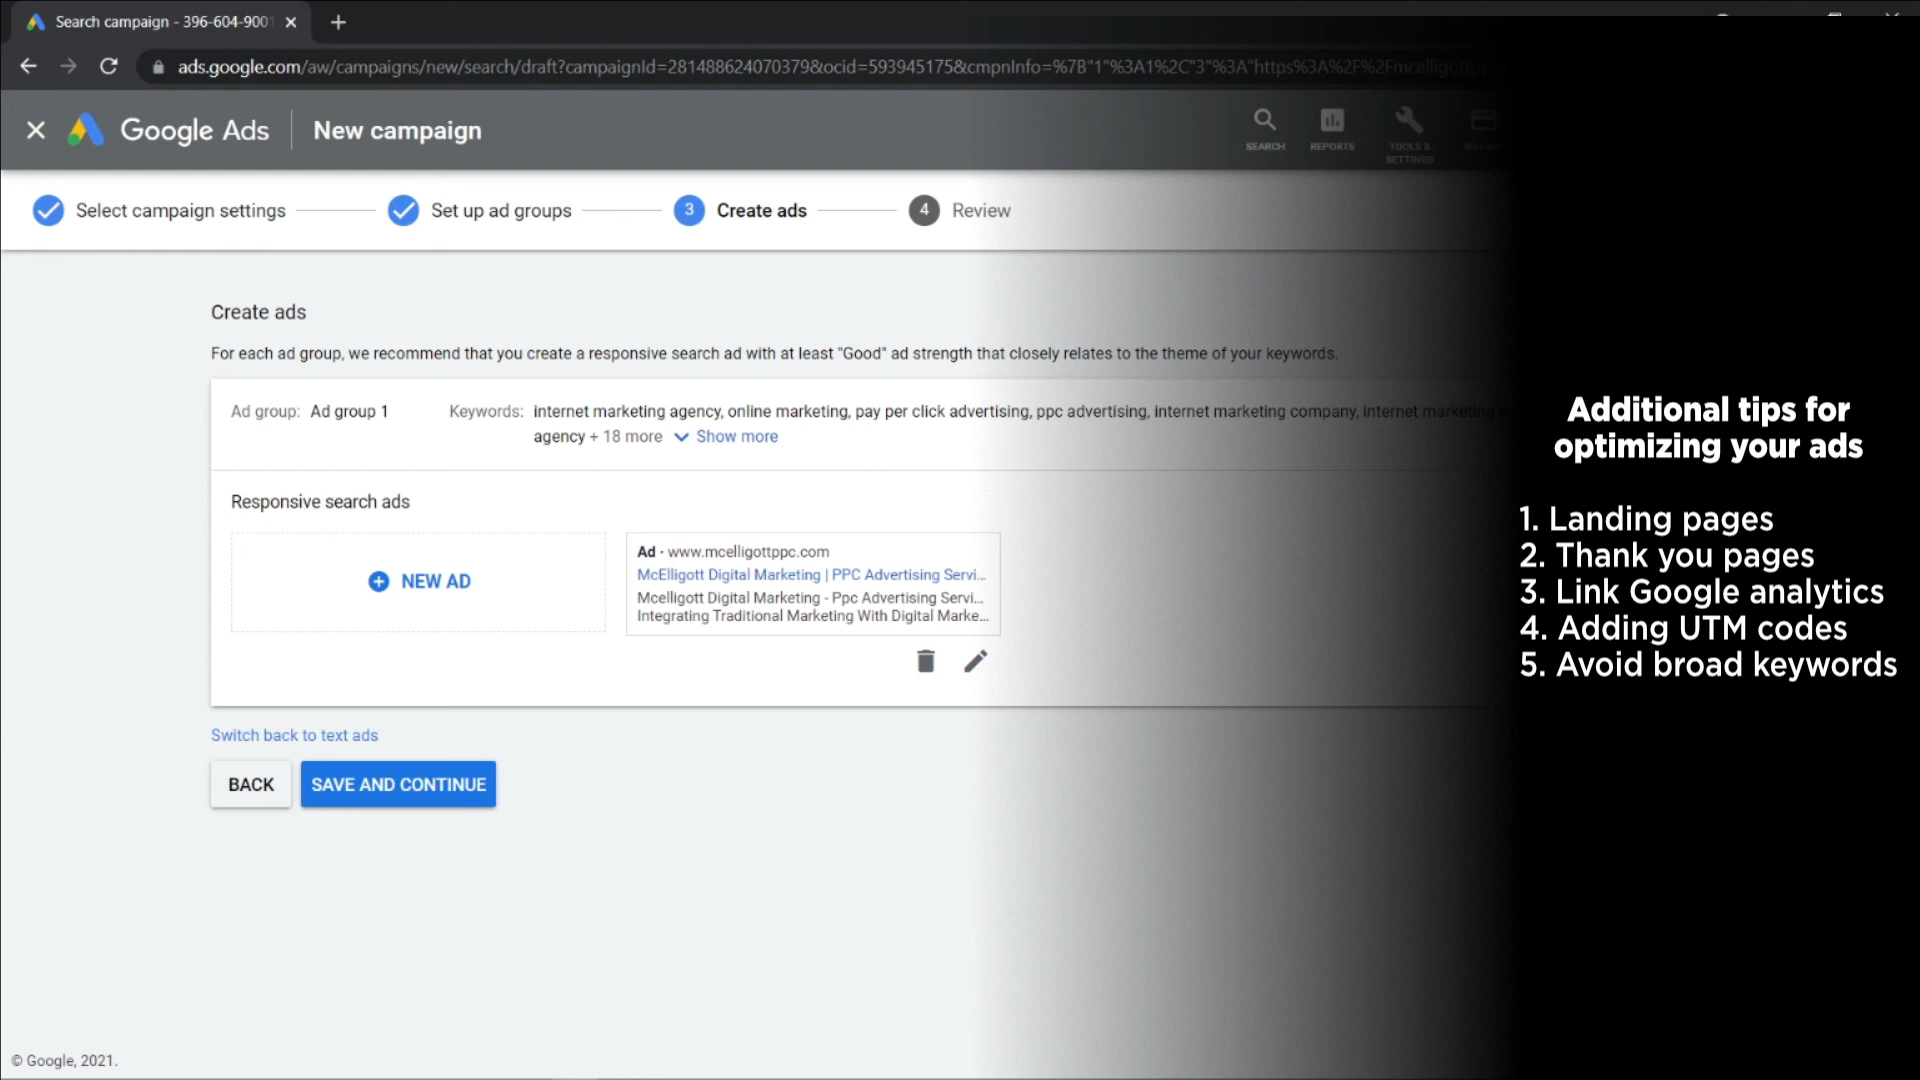 Search campaign - 396-604-9001
ads.google.com/aw/campaigns/new/search/draft?campaignId=281488624070379&ocid=593945175&cmpnInfo=%7B"1"%3A1%2C"3"%3A"https%3A%2F%2Fmcelligottppc
Google Ads
New campaign
SEARCH
REPORTS
TOOLS &
SETTINGS
Select campaign settings
Set up ad groups
3
Create ads
4
Review
Create ads
For each ad group, we recommend that you create a responsive search ad with at least "Good" ad strength that closely relates to the theme of your keywords.
Ad group: Ad group 1
Keywords: internet marketing agency, online marketing, pay per click advertising, ppc advertising, internet marketing company, internet marketing
agency + 18 more Show more
Responsive search ads
NEW AD
Ad · www.mcelligottppc.com
McElligott Digital Marketing | PPC Advertising Servi...
Mcelligott Digital Marketing - Ppc Advertising Servi...
Integrating Traditional Marketing With Digital Marke...
Switch back to text ads
BACK
SAVE AND CONTINUE
© Google, 2021.
Additional tips for
optimizing your ads
1. Landing pages
2. Thank you pages
3. Link Google analytics
4. Adding UTM codes
5. Avoid broad keywords